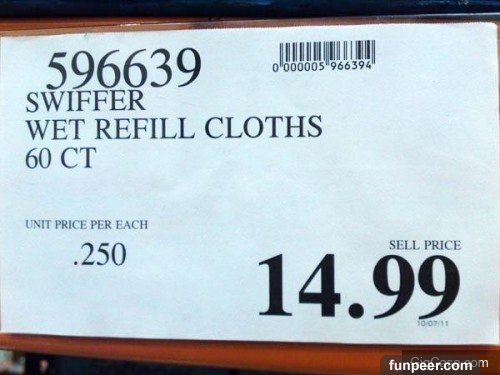 596639
0 000005 966394
SWIFFER
WET REFILL CLOTHS
60 CT
UNIT PRICE PER EACH
.250
SELL PRICE
14.99
10/07/11
funpeer.com